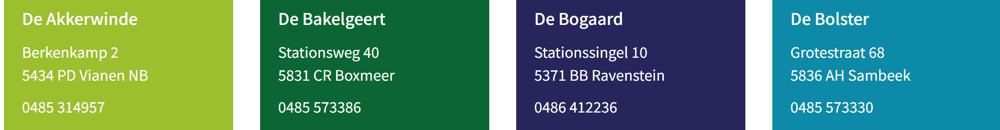 De Akkerwinde
Berkenkamp 2
5434 PD Vianen NB
0485 314957
De Bakelgeert
Stationsweg 40
5831 CR Boxmeer
0485 573386
De Bogaard
Stationssingel 10
5371 BB Ravenstein
0486 412236
De Bolster
Grotestraat 68
5836 AH Sambeek
0485 573330